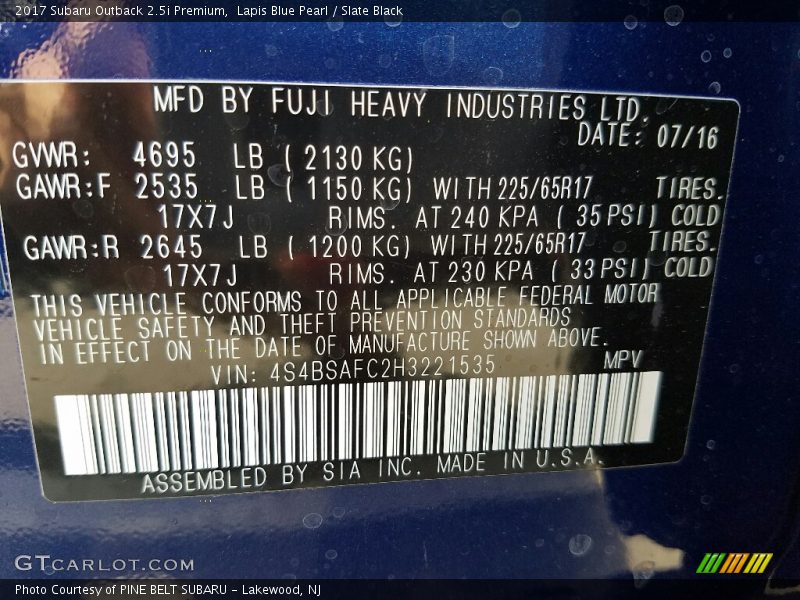 2017 Subaru Outback 2.5i Premium,  Lapis Blue Pearl / Slate Black
MFD BY FUJI HEAVY INDUSTRIES LTD.
DATE: 07/16
GVWR: 4695 LB ( 2130 KG)
GAWR:F 2535 LB ( 1150 KG) WITH 225/65R17 TIRES.
17X7J RIMS. AT 240 KPA ( 35 PSI) COLD
GAWR:R 2645 LB ( 1200 KG) WITH 225/65R17 TIRES.
17X7J RIMS. AT 230 KPA ( 33 PSI) COLD
THIS VEHICLE CONFORMS TO ALL APPLICABLE FEDERAL MOTOR
VEHICLE SAFETY AND THEFT PREVENTION STANDARDS
IN EFFECT ON THE DATE OF MANUFACTURE SHOWN ABOVE.
VIN: 4S4BSAFC2H3221535 MPV
ASSEMBLED BY SIA INC. MADE IN U.S.A.
GTCARLOT.COM
Photo Courtesy of PINE BELT SUBARU - Lakewood, NJ